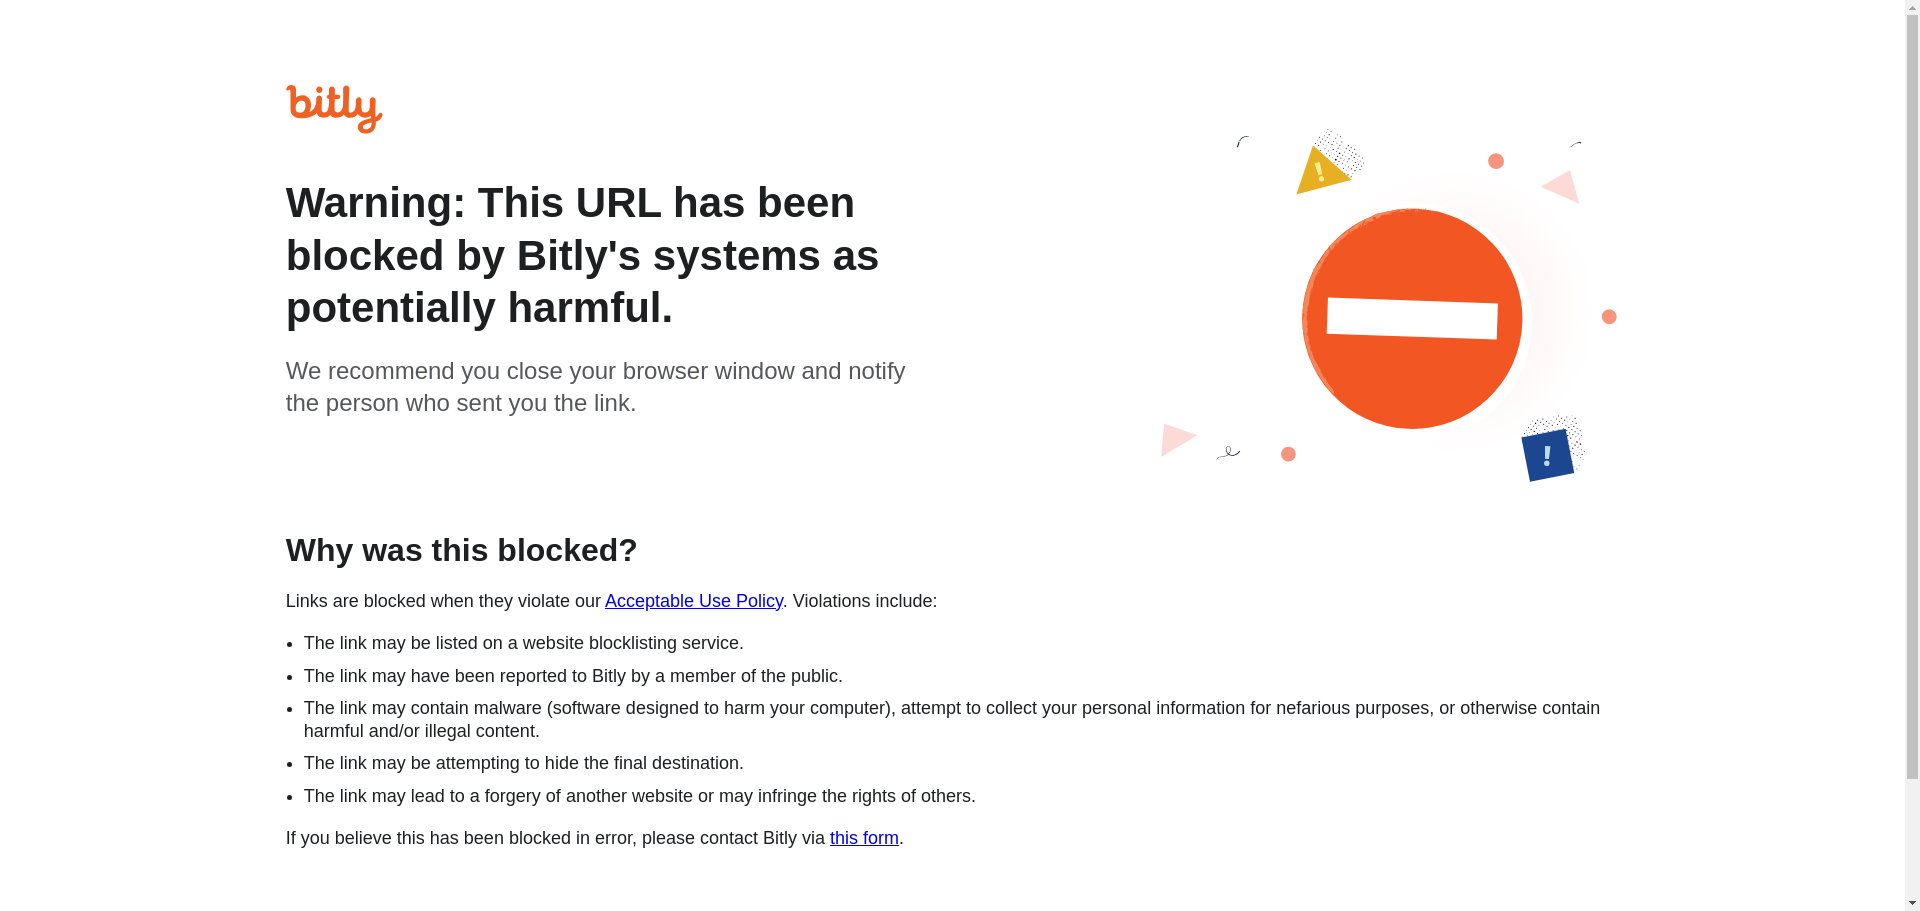 bitly
Warning: This URL has been
blocked by Bitly's systems as
potentially harmful.
We recommend you close your browser window and notify
the person who sent you the link.
!
!
Why was this blocked?
Links are blocked when they violate our Acceptable Use Policy. Violations include:
• The link may be listed on a website blocklisting service.
• The link may have been reported to Bitly by a member of the public.
• The link may contain malware (software designed to harm your computer), attempt to collect your personal information for nefarious purposes, or otherwise contain
harmful and/or illegal content.
• The link may be attempting to hide the final destination.
• The link may lead to a forgery of another website or may infringe the rights of others.
If you believe this has been blocked in error, please contact Bitly via this form.